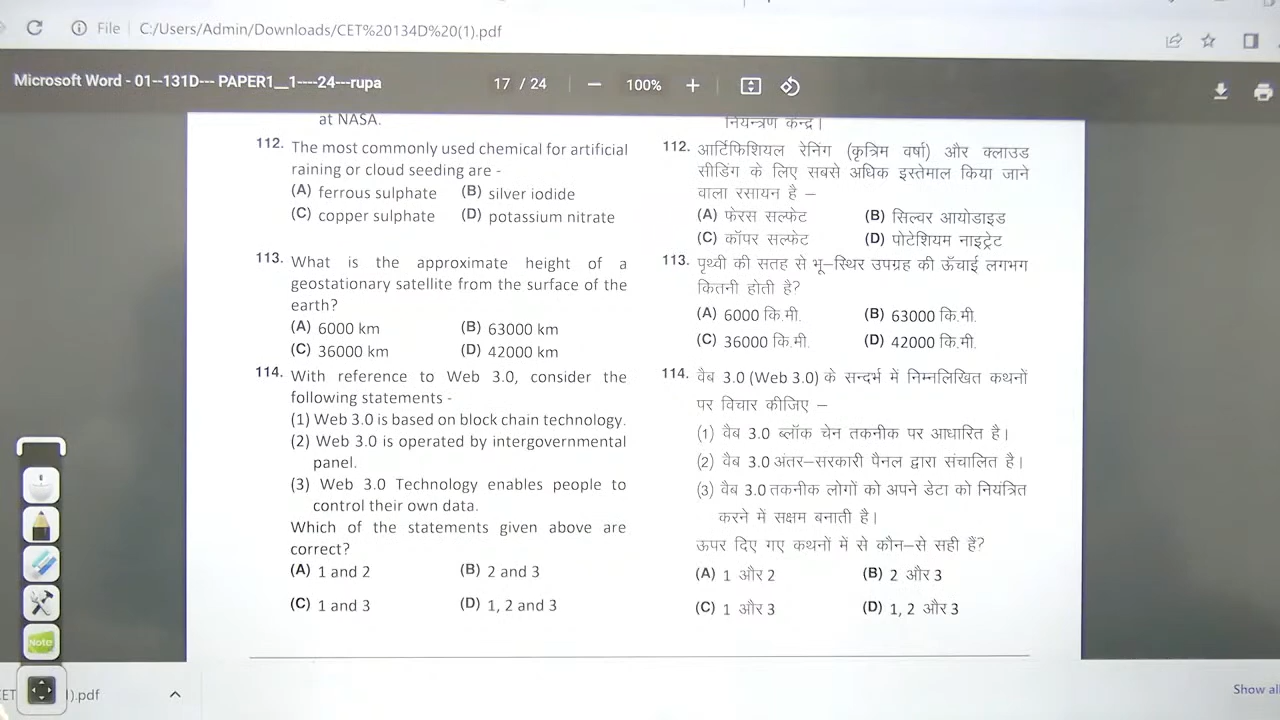 File C:/Users/Admin/Downloads/CET%20134D%20(1).pdf
Microsoft Word - 01--131D--- PAPER1__1----24---rupa
17 / 24
100%
at NASA.
112. The most commonly used chemical for artificial
raining or cloud seeding are -
(A) ferrous sulphate (B) silver iodide
(C) copper sulphate (D) potassium nitrate
113. What is the approximate height of a
geostationary satellite from the surface of the
earth?
(A) 6000 km (B) 63000 km
(C) 36000 km (D) 42000 km
114. With reference to Web 3.0, consider the
following statements -
(1) Web 3.0 is based on block chain technology.
(2) Web 3.0 is operated by intergovernmental
panel.
(3) Web 3.0 Technology enables people to
control their own data.
Which of the statements given above are
correct?
(A) 1 and 2 (B) 2 and 3
(C) 1 and 3 (D) 1, 2 and 3
नियन्त्रण केन्द्र।
112. आर्टिफिशियल रेनिंग (कृत्रिम वर्षा) और क्लाउड
सीडिंग के लिए सबसे अधिक इस्तेमाल किया जाने
वाला रसायन है –
(A) फेरस सल्फेट (B) सिल्वर आयोडाइड
(C) कॉपर सल्फेट (D) पोटेशियम नाइट्रेट
113. पृथ्वी की सतह से भू–स्थिर उपग्रह की ऊँचाई लगभग
कितनी होती है?
(A) 6000 कि.मी. (B) 63000 कि.मी.
(C) 36000 कि.मी. (D) 42000 कि.मी.
114. वैब 3.0 (Web 3.0) के सन्दर्भ में निम्नलिखित कथनों
पर विचार कीजिए –
(1) वैब 3.0 ब्लॉक चेन तकनीक पर आधारित है।
(2) वैब 3.0 अंतर–सरकारी पैनल द्वारा संचालित है।
(3) वैब 3.0 तकनीक लोगों को अपने डेटा को नियंत्रित
करने में सक्षम बनाती है।
ऊपर दिए गए कथनों में से कौन–से सही हैं?
(A) 1 और 2 (B) 2 और 3
(C) 1 और 3 (D) 1, 2 और 3
Note
CET 1).pdf
Show all